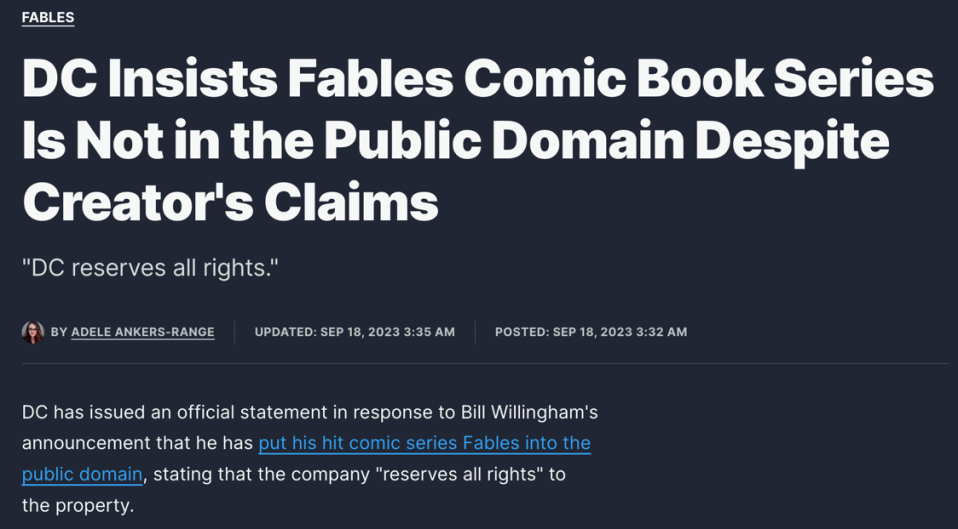 FABLES
DC Insists Fables Comic Book Series
Is Not in the Public Domain Despite
Creator's Claims
"DC reserves all rights."
BY ADELE ANKERS-RANGE UPDATED: SEP 18, 2023 3:35 AM POSTED: SEP 18, 2023 3:32 AM
DC has issued an official statement in response to Bill Willingham's
announcement that he has put his hit comic series Fables into the
public domain, stating that the company "reserves all rights" to
the property.